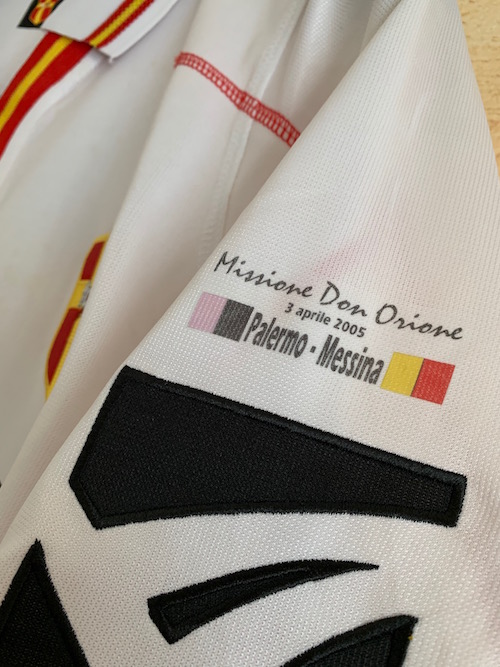 Missione Don Orione
3 aprile 2005
Palermo - Messina